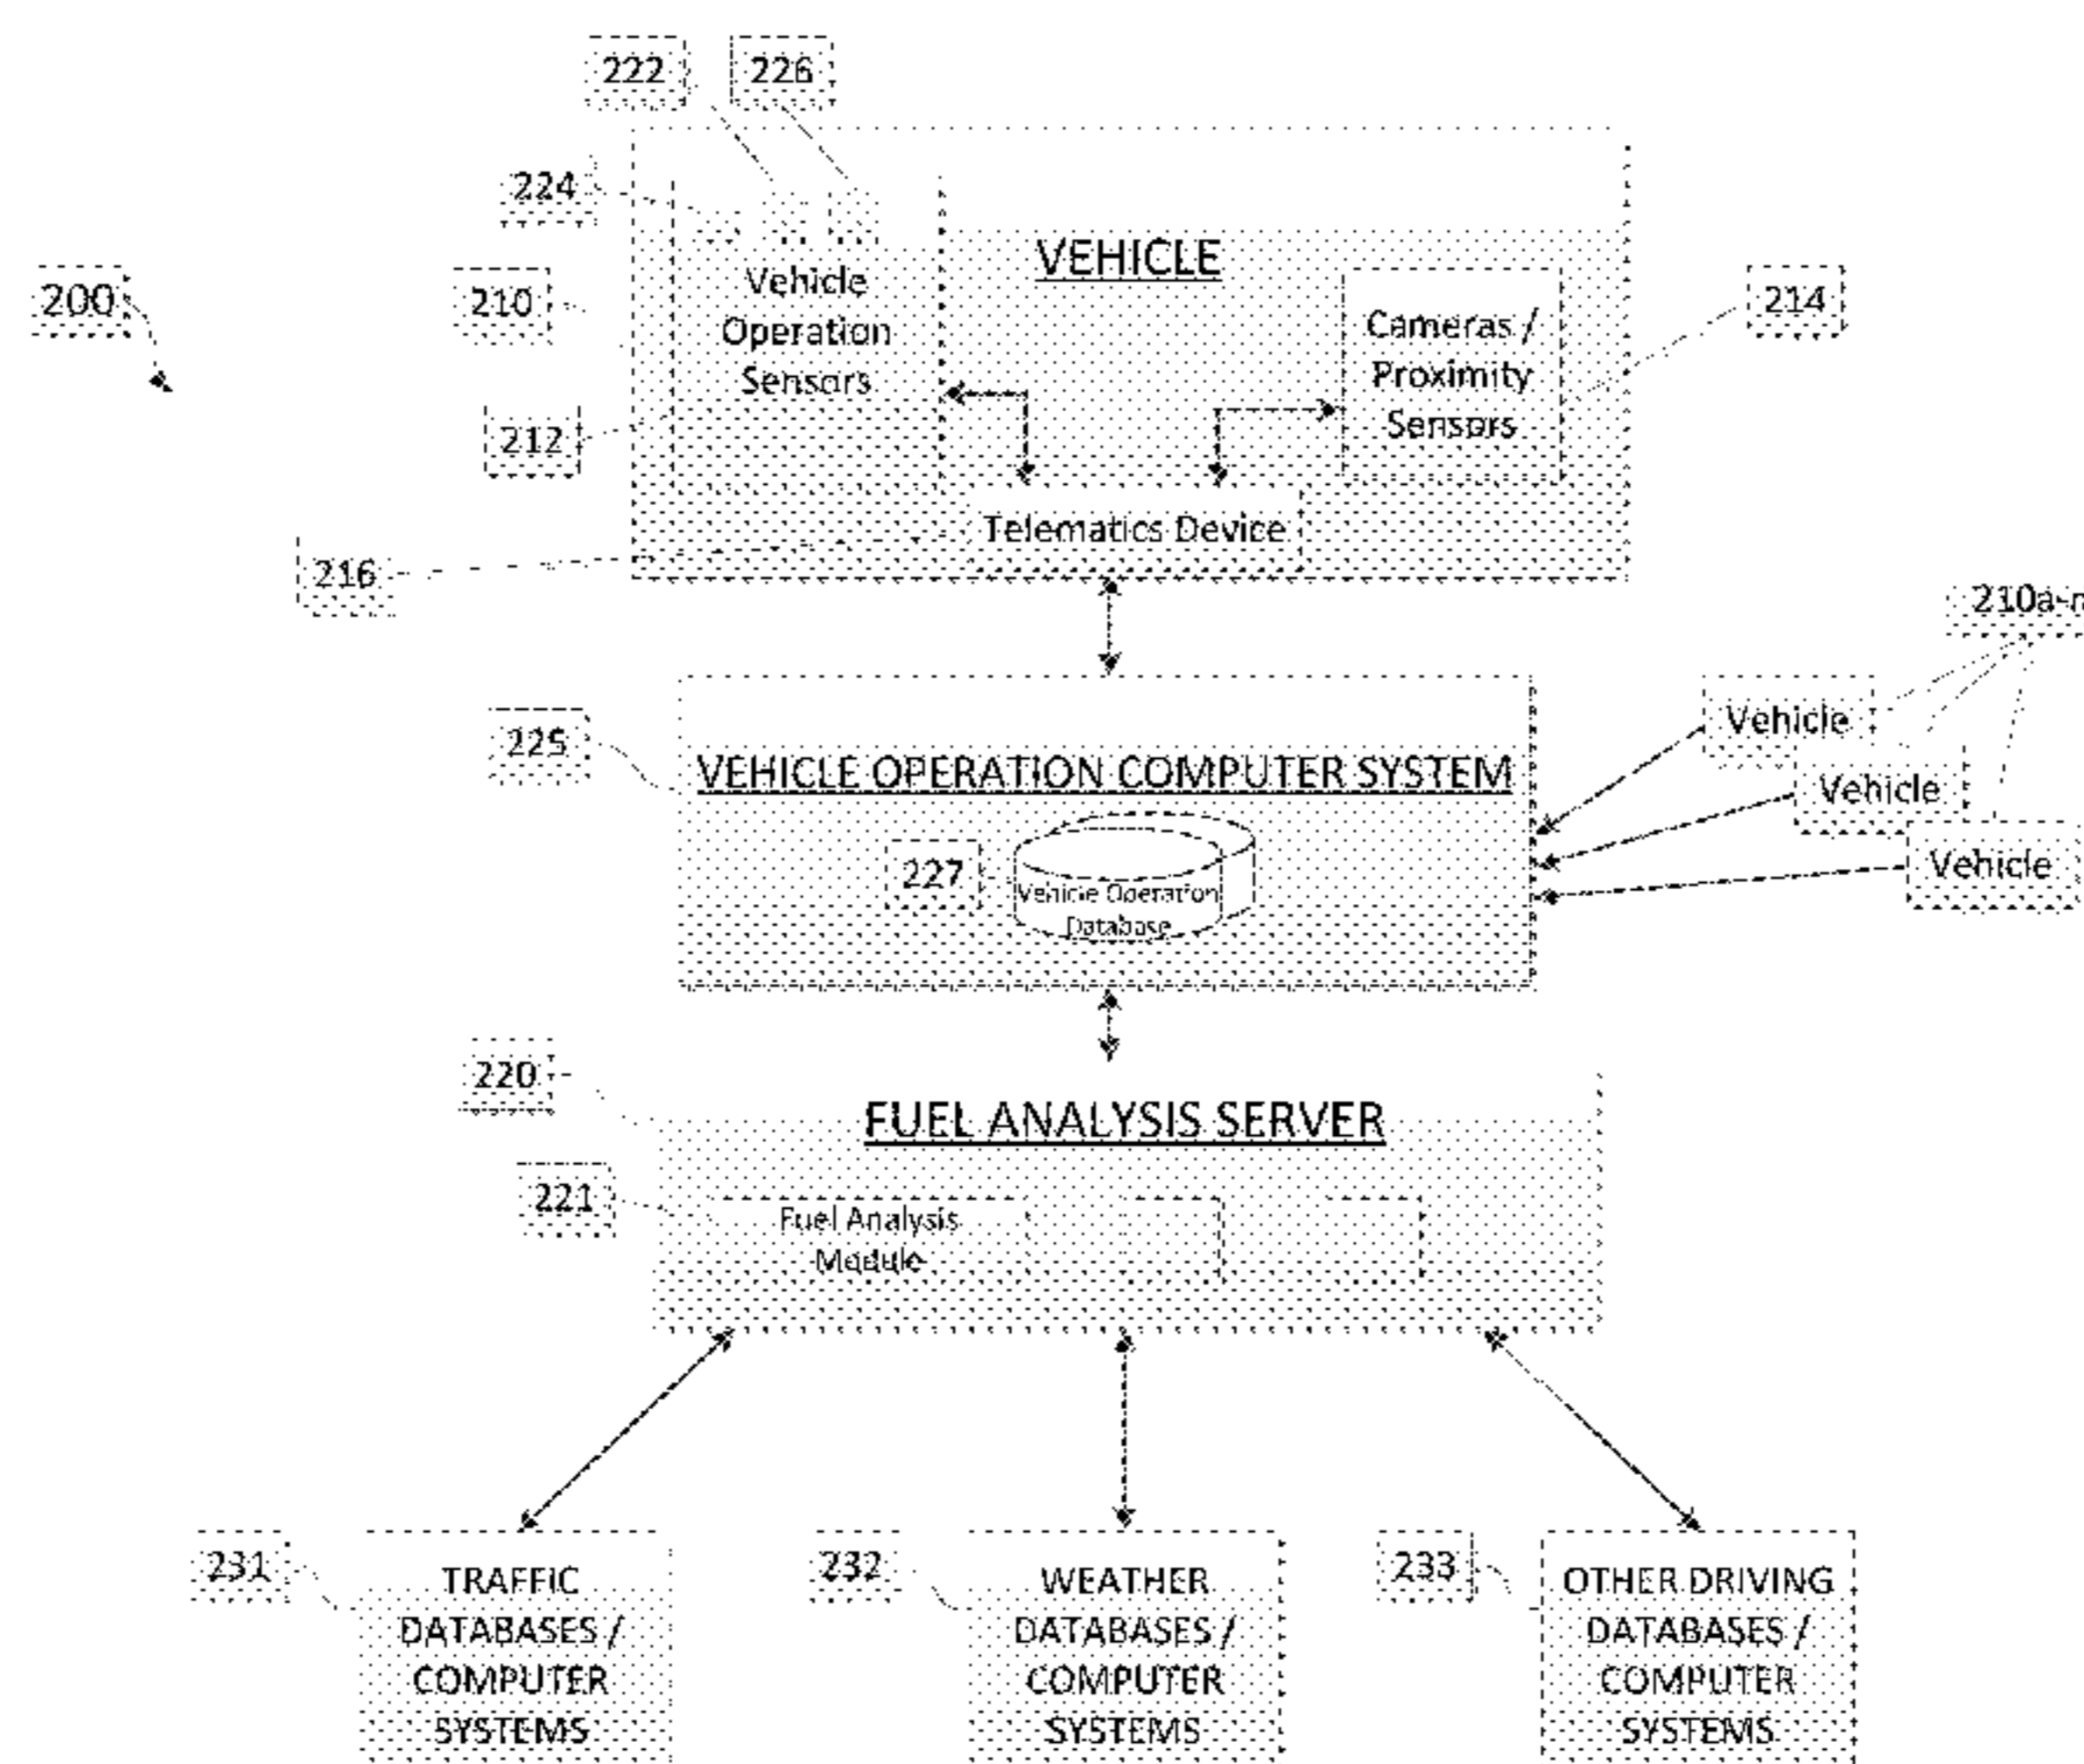 222
226
224
200
210
VEHICLE
Vehicle
Operation
Sensors
Cameras /
Proximity
Sensors
214
212
Telematics Device
216
210a-n
225
VEHICLE OPERATION COMPUTER SYSTEM
Vehicle
Vehicle
Vehicle
227
Vehicle Operation
Database
220
FUEL ANALYSIS SERVER
221
Fuel Analysis
Module
231
TRAFFIC
DATABASES /
COMPUTER
SYSTEMS
232
WEATHER
DATABASES /
COMPUTER
SYSTEMS
233
OTHER DRIVING
DATABASES /
COMPUTER
SYSTEMS